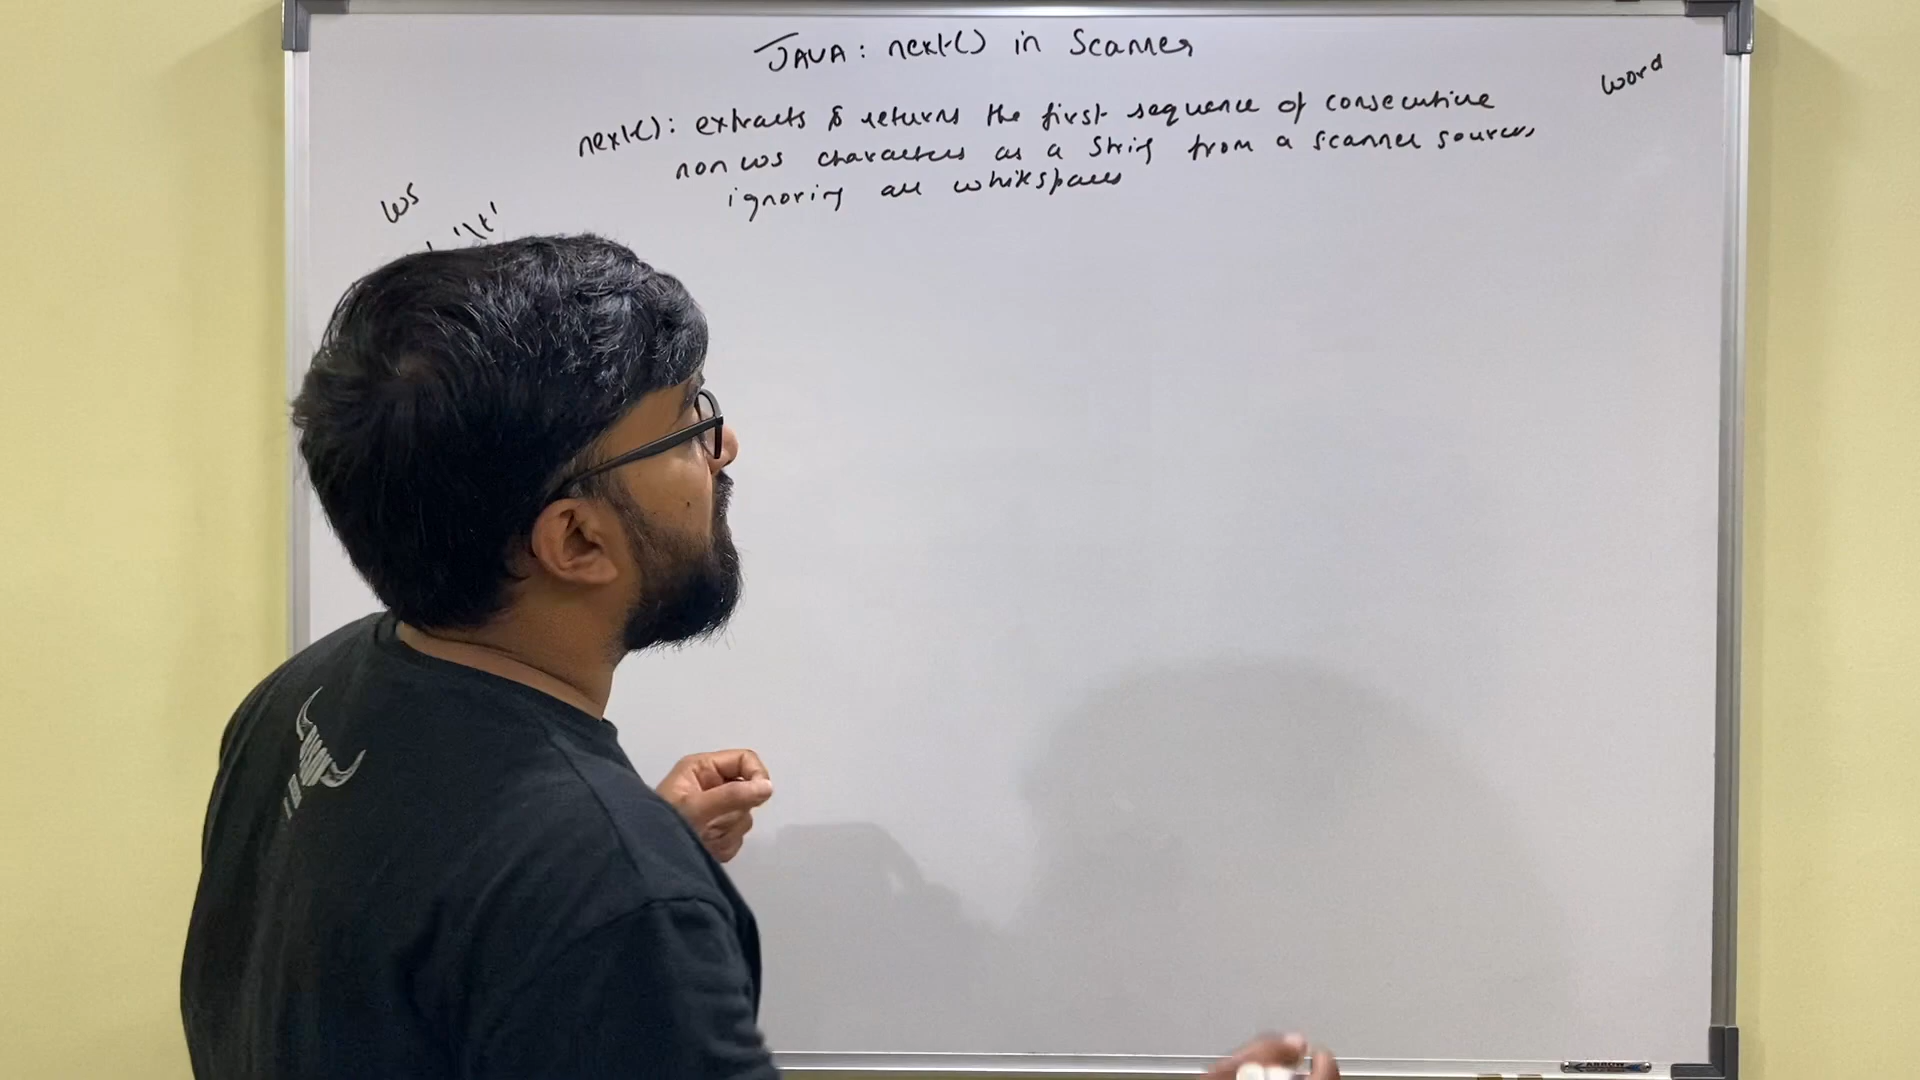 JAVA: next() in Scanner
word
next(): extracts & returns the first sequence of consecutive
non ws characters as a String from a scanner source,
ignoring all whitespaces
ws
'\t'
ARROW